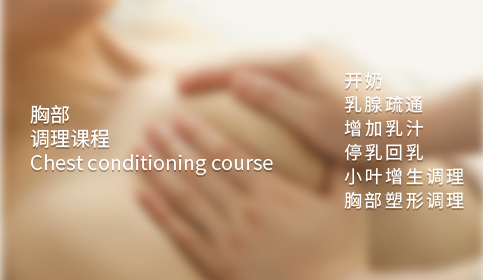 胸部
调理课程
Chest conditioning course
开奶
乳腺疏通
增加乳汁
停乳回乳
小叶增生调理
胸部塑形调理